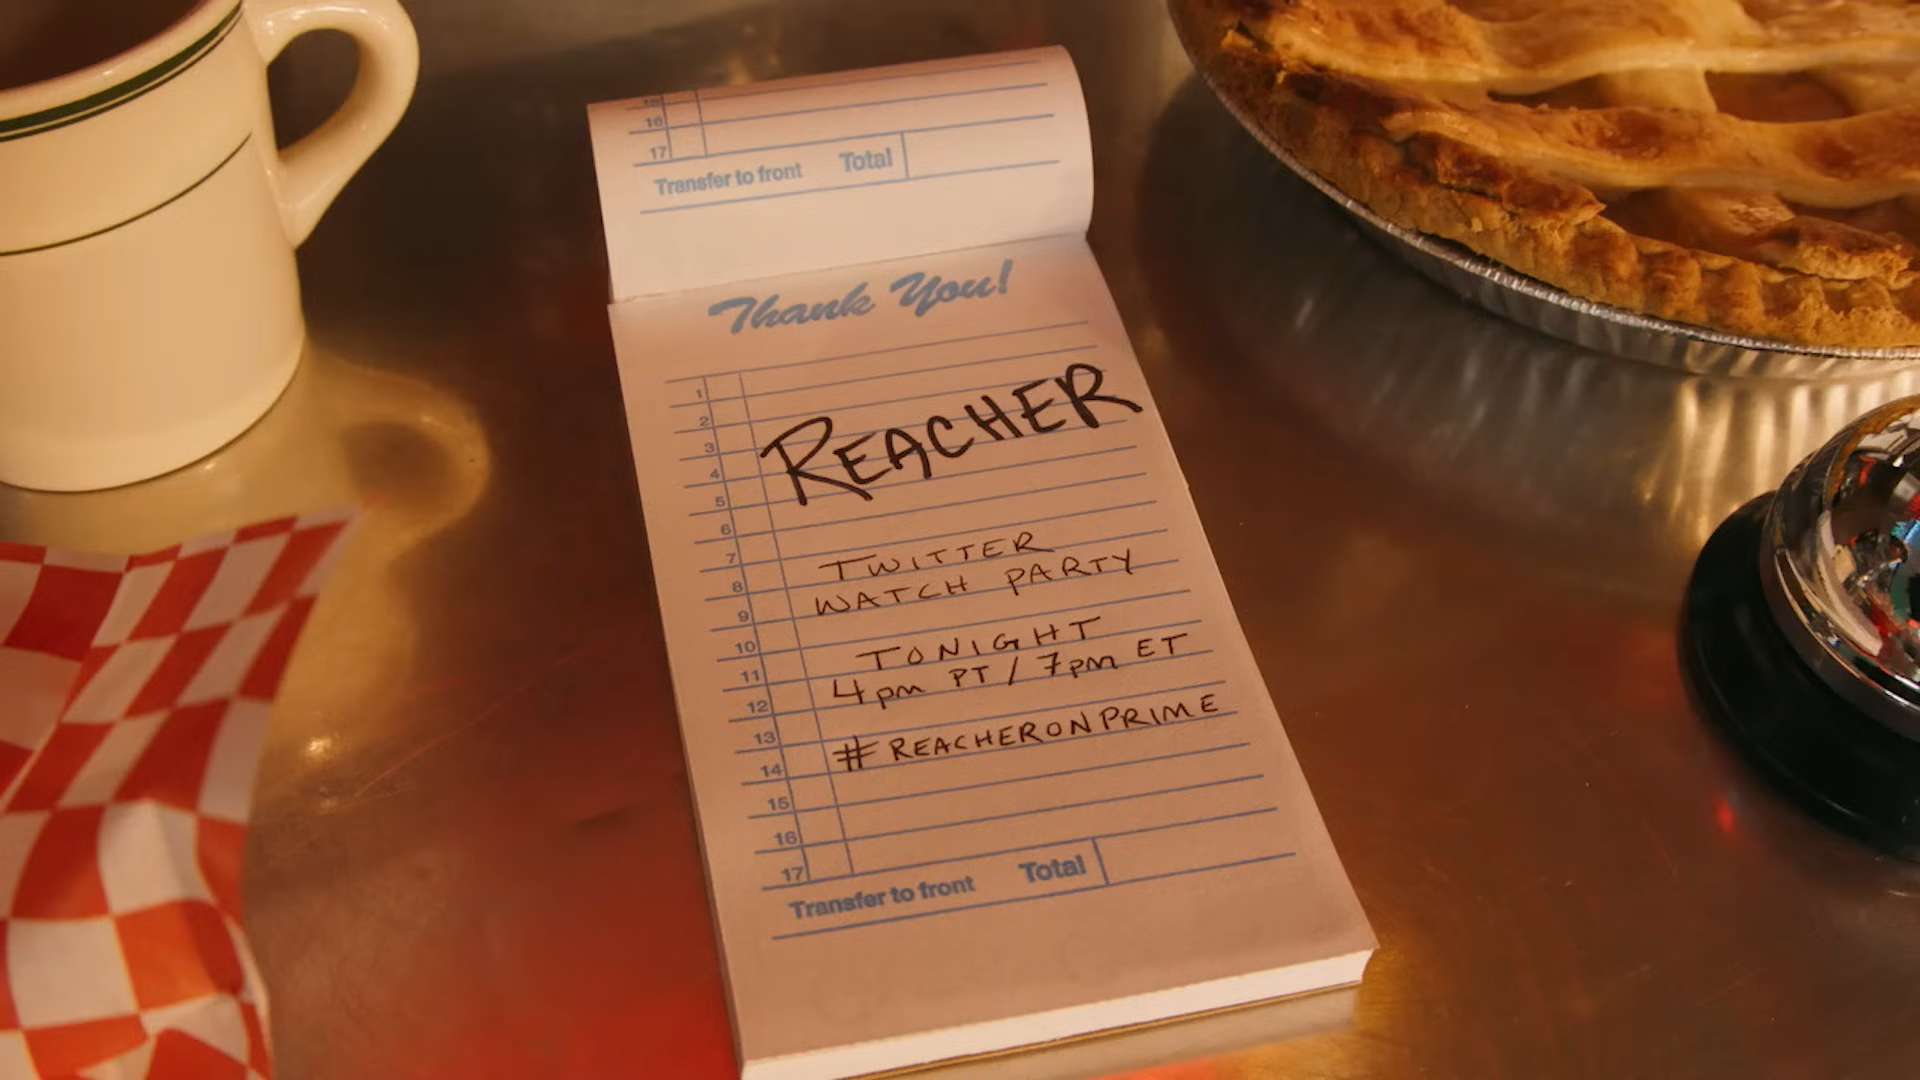 16
17
Transfer to front Total
Thank You!
1
2
3
REACHER
4
5
6
7
TWITTER
8
WATCH PARTY
9
10
TONIGHT
11
4pm PT / 7pm ET
12
13
#REACHERONPRIME
14
15
16
17
Transfer to front Total